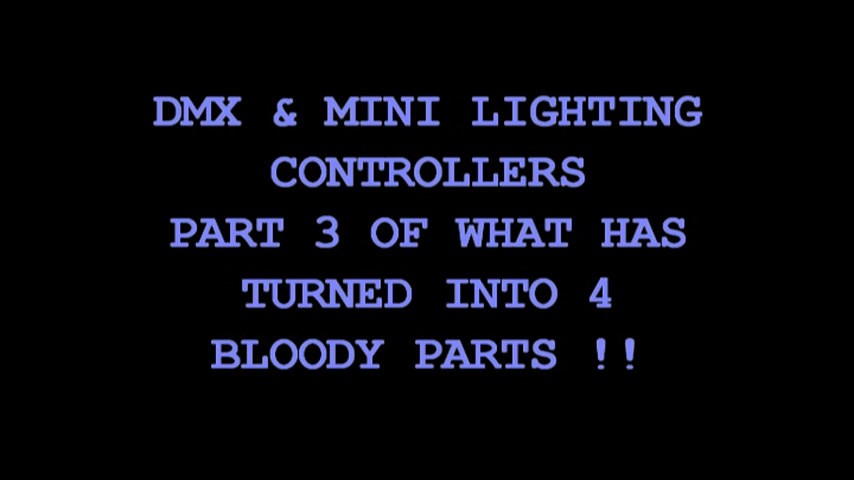 DMX & MINI LIGHTING
CONTROLLERS
PART 3 OF WHAT HAS
TURNED INTO 4
BLOODY PARTS !!